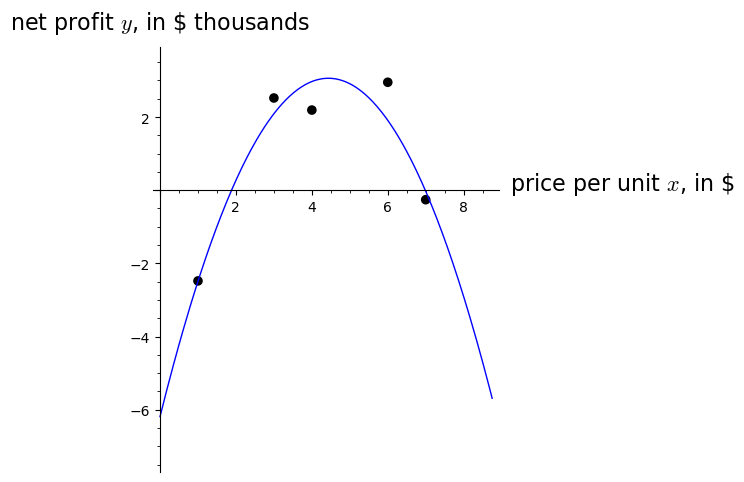 net profit y, in $ thousands
2
price per unit x, in $
2 4 6 8
−2
−4
−6